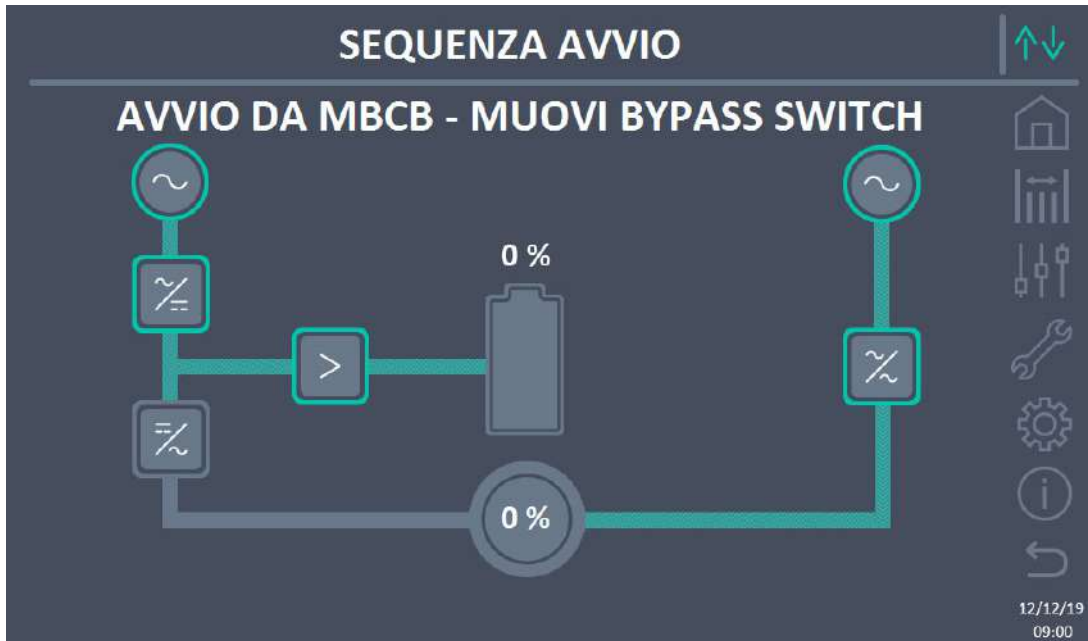 SEQUENZA AVVIO
AVVIO DA MBCB - MUOVI BYPASS SWITCH
0 %
0 %
12/12/19
09:00